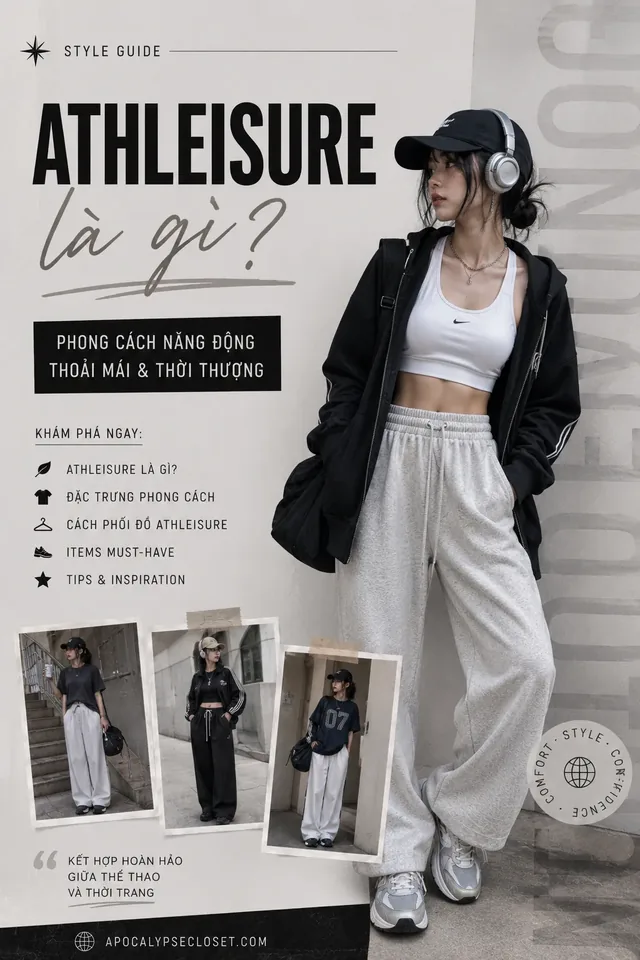 STYLE GUIDE
ATHLEISURE
là gì?
PHONG CÁCH NĂNG ĐỘNG
THOẢI MÁI & THỜI THƯỢNG
KHÁM PHÁ NGAY:
ATHLEISURE LÀ GÌ?
ĐẶC TRƯNG PHONG CÁCH
CÁCH PHỐI ĐỒ ATHLEISURE
ITEMS MUST-HAVE
TIPS & INSPIRATION
07
COMFORT · STYLE ·
KẾT HỢP HOÀN HẢO
GIỮA THỂ THAO
VÀ THỜI TRANG
APOCALYPSECLOSET.COM